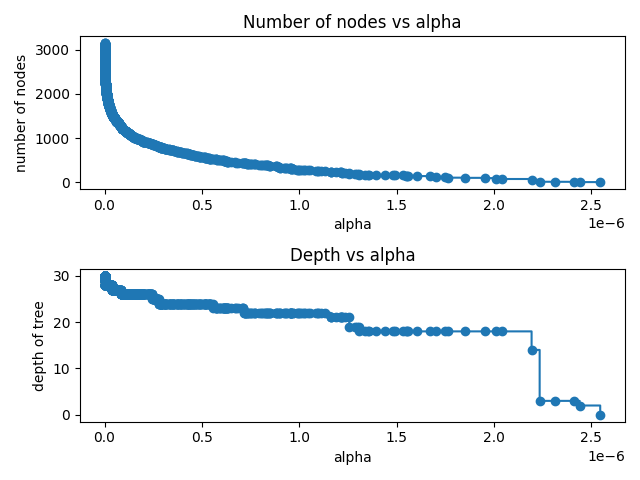 Number of nodes vs alpha
number of nodes
3000
2000
1000
0
0.0 0.5 1.0 1.5 2.0 2.5
1e−6
alpha
Depth vs alpha
depth of tree
30
20
10
0
0.0 0.5 1.0 1.5 2.0 2.5
1e−6
alpha